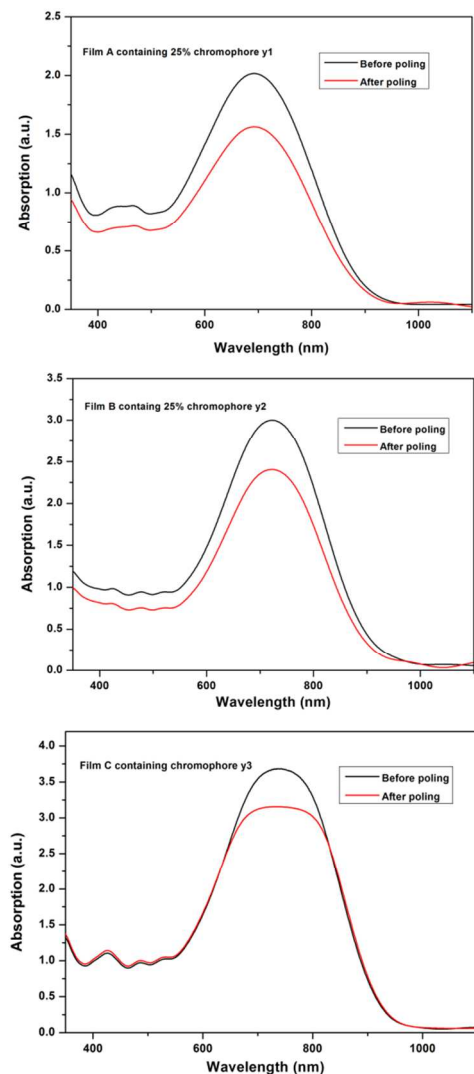 Film A containing 25% chromophore y1
Before poling
After poling
Absorption (a.u.)
2.5
2.0
1.5
1.0
0.5
0.0
400 600 800 1000
Wavelength (nm)
Film B containg 25% chromophore y2
Before poling
After poling
Absorption (a.u.)
3.5
3.0
2.5
2.0
1.5
1.0
0.5
0.0
400 600 800 1000
Wavelength (nm)
Film C containing chromophore y3
Before poling
After poling
Absorption (a.u.)
4.0
3.5
3.0
2.5
2.0
1.5
1.0
0.5
0.0
400 600 800 1000
Wavelength (nm)